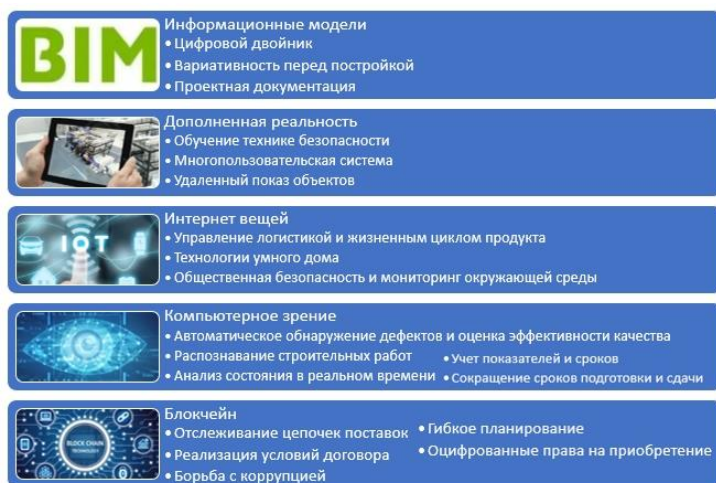 BIM
Информационные модели
• Цифровой двойник
• Вариативность перед постройкой
• Проектная документация
Дополненная реальность
• Обучение технике безопасности
• Многопользовательская система
• Удаленный показ объектов
IOT
Интернет вещей
• Управление логистикой и жизненным циклом продукта
• Технологии умного дома
• Общественная безопасность и мониторинг окружающей среды
Компьютерное зрение
• Автоматическое обнаружение дефектов и оценка эффективности качества
• Распознавание строительных работ
• Анализ состояния в реальном времени
• Учет показателей и сроков
• Сокращение сроков подготовки и сдачи
BLOCK CHAIN
TECHNOLOGY
Блокчейн
• Отслеживание цепочек поставок
• Реализация условий договора
• Борьба с коррупцией
• Гибкое планирование
• Оцифрованные права на приобретение